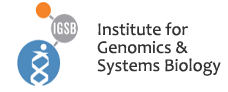 IGSB
Institute for
Genomics &
Systems Biology